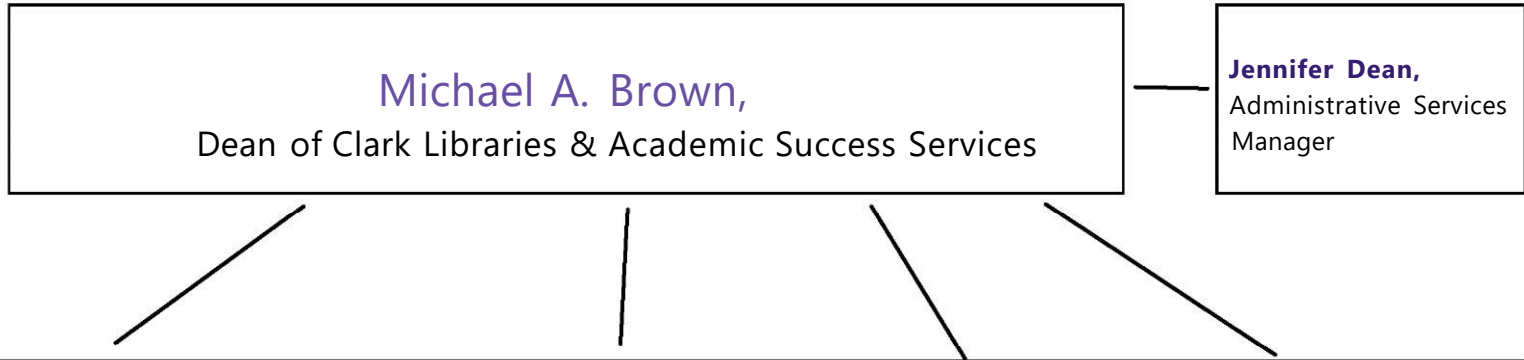 Michael A. Brown,
Dean of Clark Libraries & Academic Success Services
Jennifer Dean,
Administrative Services
Manager